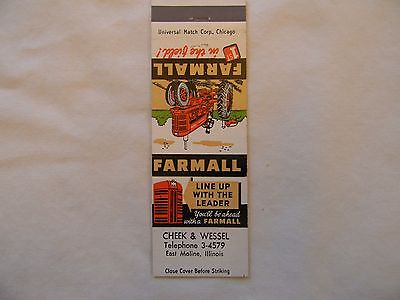 Universal Match Corp., Chicago
in the field!
FARMALL
FARMALL
LINE UP
WITH THE
LEADER
You'll be ahead
with a FARMALL
CHEEK & WESSEL
Telephone 3-4579
East Moline, Illinois
Close Cover Before Striking